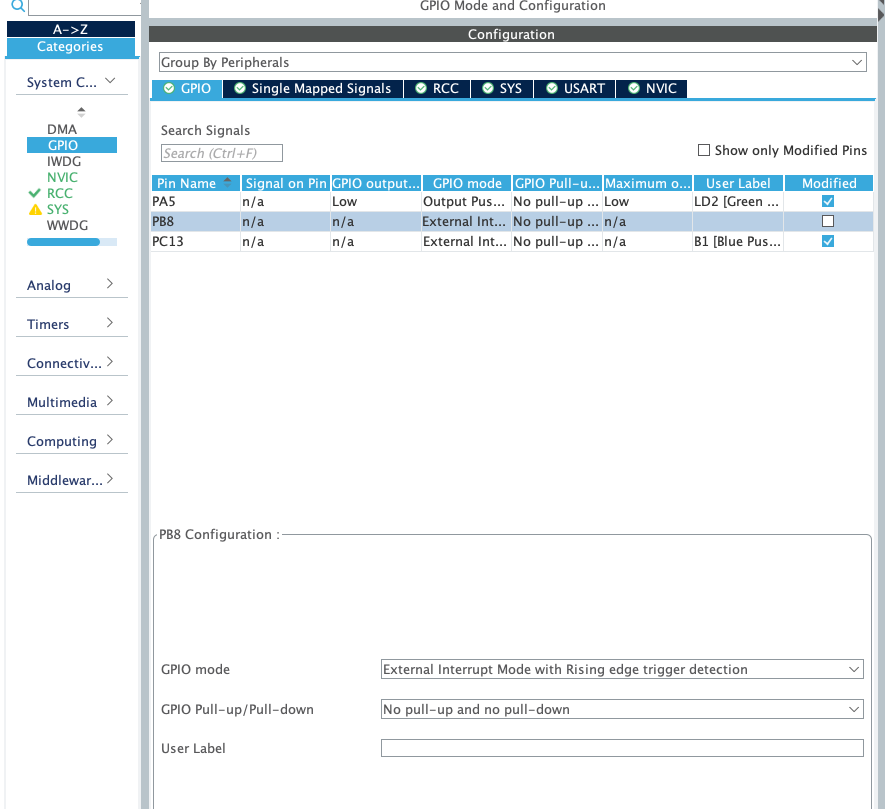 GPIO Mode and Configuration
A->Z
Categories
System C...
DMA
GPIO
IWDG
NVIC
RCC
SYS
WWDG
Analog
Timers
Connectiv...
Multimedia
Computing
Middlewar...
Configuration
Group By Peripherals
GPIO Single Mapped Signals RCC SYS USART NVIC
Search Signals
Search (Ctrl+F)
Show only Modified Pins
Pin Name Signal on Pin GPIO output... GPIO mode GPIO Pull-u... Maximum o... User Label Modified
PA5 n/a Low Output Pus... No pull-up ... Low LD2 [Green ...
PB8 n/a n/a External Int... No pull-up ... n/a
PC13 n/a n/a External Int... No pull-up ... n/a B1 [Blue Pus...
PB8 Configuration :
GPIO mode External Interrupt Mode with Rising edge trigger detection
GPIO Pull-up/Pull-down No pull-up and no pull-down
User Label